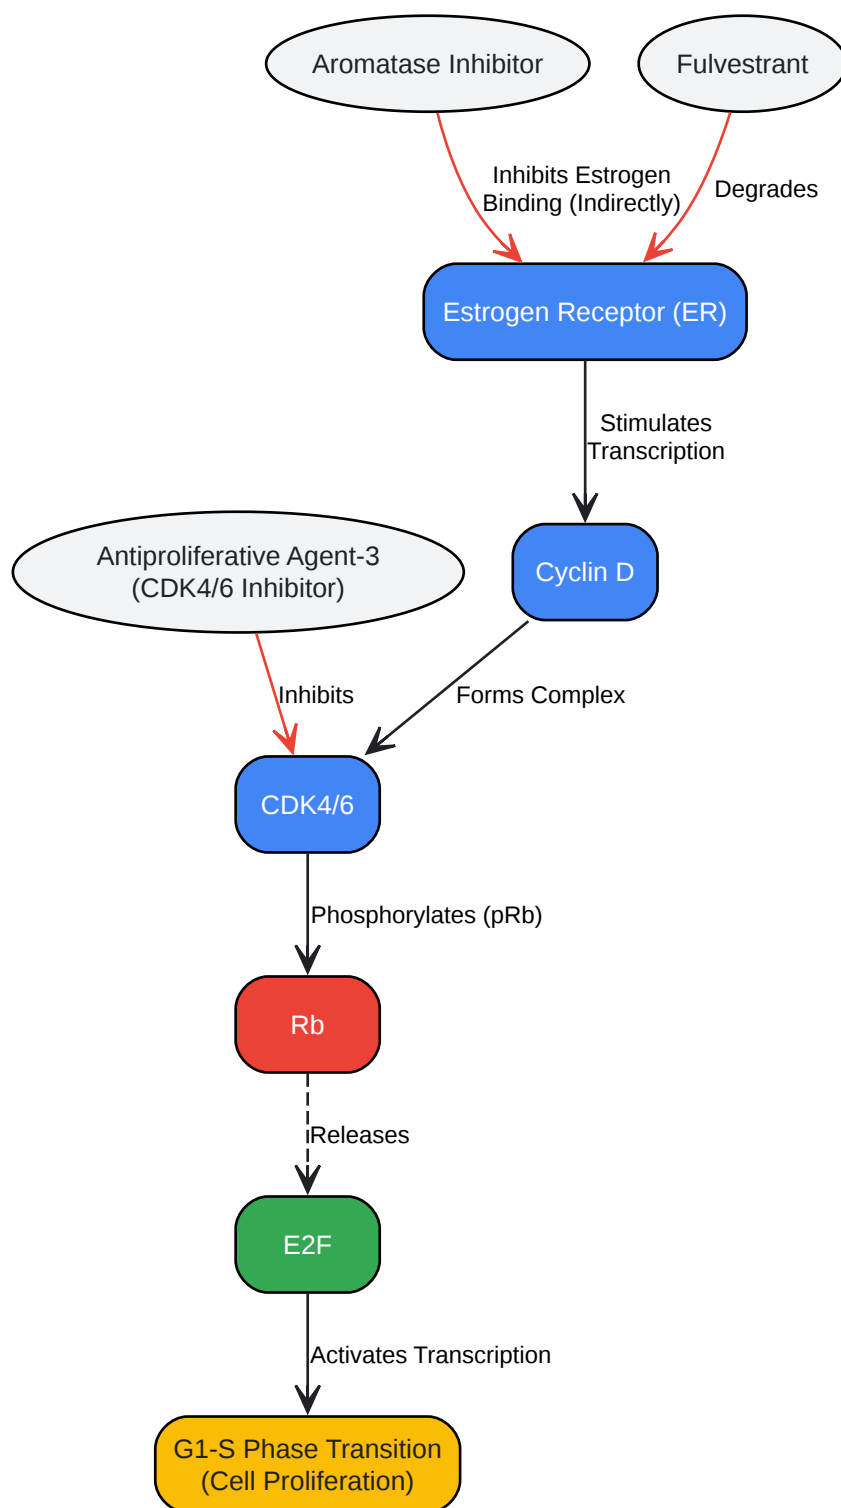 Aromatase Inhibitor
Fulvestrant
Inhibits Estrogen
Binding (Indirectly)
Degrades
Estrogen Receptor (ER)
Stimulates
Transcription
Antiproliferative Agent-3
(CDK4/6 Inhibitor)
Cyclin D
Inhibits
Forms Complex
CDK4/6
Phosphorylates (pRb)
Rb
Releases
E2F
Activates Transcription
G1-S Phase Transition
(Cell Proliferation)